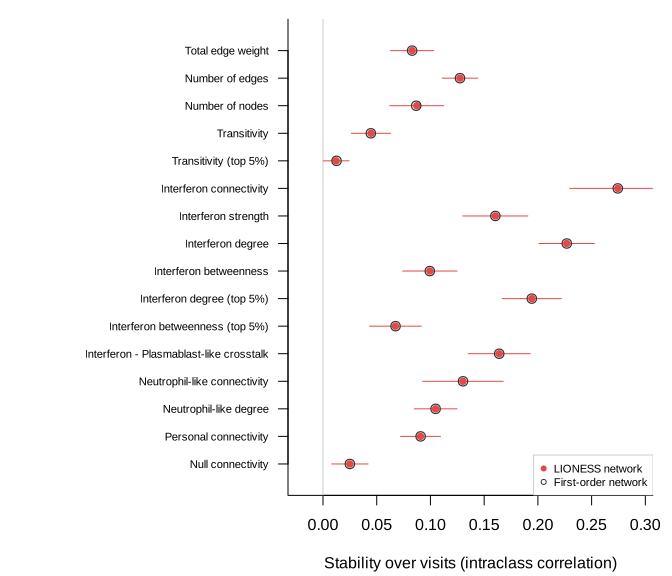 Total edge weight
Number of edges
Number of nodes
Transitivity
Transitivity (top 5%)
Interferon connectivity
Interferon strength
Interferon degree
Interferon betweenness
Interferon degree (top 5%)
Interferon betweenness (top 5%)
Interferon - Plasmablast-like crosstalk
Neutrophil-like connectivity
Neutrophil-like degree
Personal connectivity
Null connectivity
LIONESS network
First-order network
0.00 0.05 0.10 0.15 0.20 0.25 0.30
Stability over visits (intraclass correlation)